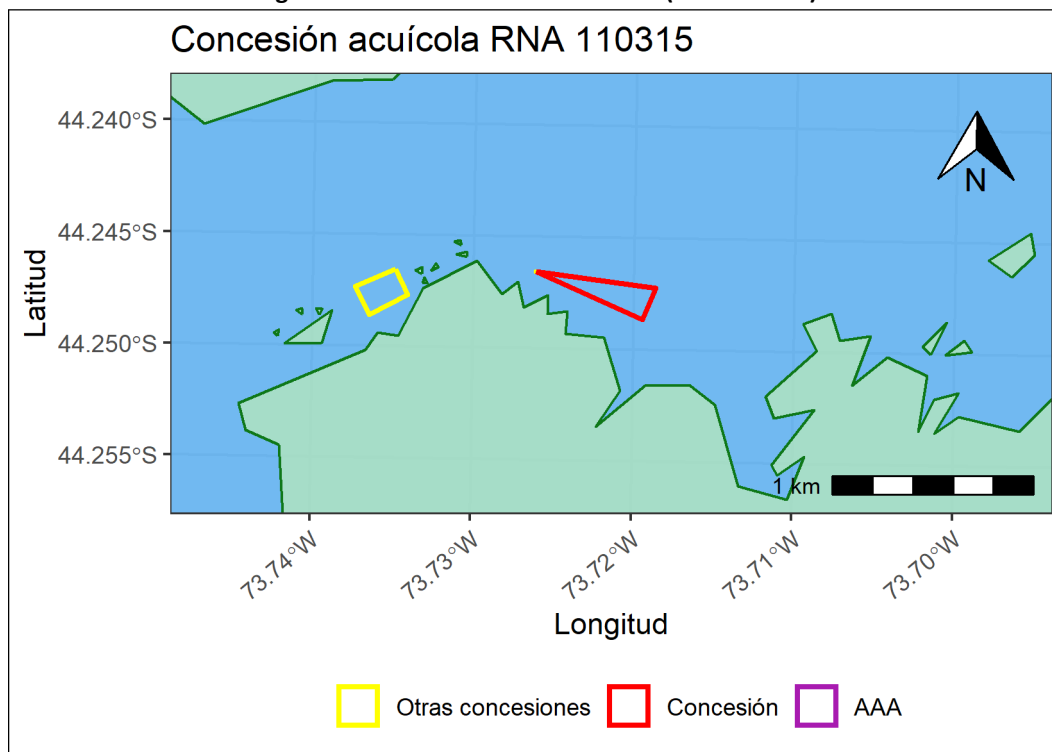 Concesión acuícola RNA 110315
44.240°S
44.245°S
44.250°S
44.255°S
Latitud
N
1 km
73.74°W
73.73°W
73.72°W
73.71°W
73.70°W
Longitud
Otras concesiones
Concesión
AAA